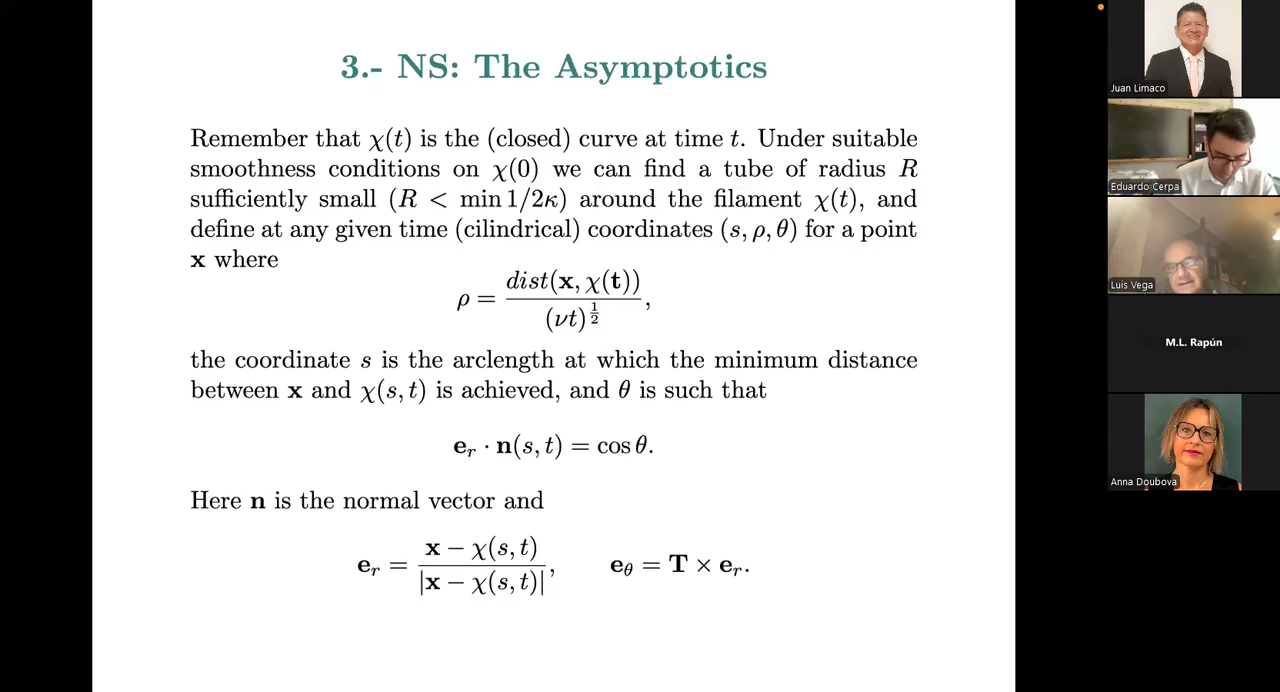 3.- NS: The Asymptotics
Remember that χ(t) is the (closed) curve at time t. Under suitable
smoothness conditions on χ(0) we can find a tube of radius R
sufficiently small (R < min 1/2κ) around the filament χ(t), and
define at any given time (cilindrical) coordinates (s, ρ, θ) for a point
x where
ρ = dist(x, χ(t)) / (νt)^{1/2},
the coordinate s is the arclength at which the minimum distance
between x and χ(s, t) is achieved, and θ is such that
e_r · n(s, t) = cos θ.
Here n is the normal vector and
e_r = (x − χ(s, t)) / |x − χ(s, t)|, e_θ = T × e_r.
Juan Limaco
Eduardo Cerpa
Luis Vega
M.L. Rapún
Anna Doubova